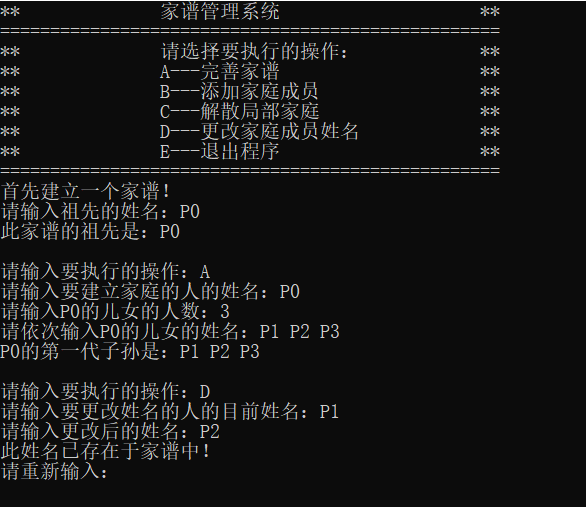 **              家谱管理系统                    **
==================================================
**              请选择要执行的操作：            **
**              A---完善家谱                    **
**              B---添加家庭成员                **
**              C---解散局部家庭                **
**              D---更改家庭成员姓名            **
**              E---退出程序                    **
==================================================
首先建立一个家谱！
请输入祖先的姓名：P0
此家谱的祖先是：P0
请输入要执行的操作：A
请输入要建立家庭的人的姓名：P0
请输入P0的儿女的人数：3
请依次输入P0的儿女的姓名：P1 P2 P3
P0的第一代子孙是：P1 P2 P3
请输入要执行的操作：D
请输入要更改姓名的人的目前姓名：P1
请输入更改后的姓名：P2
此姓名已存在于家谱中！
请重新输入：